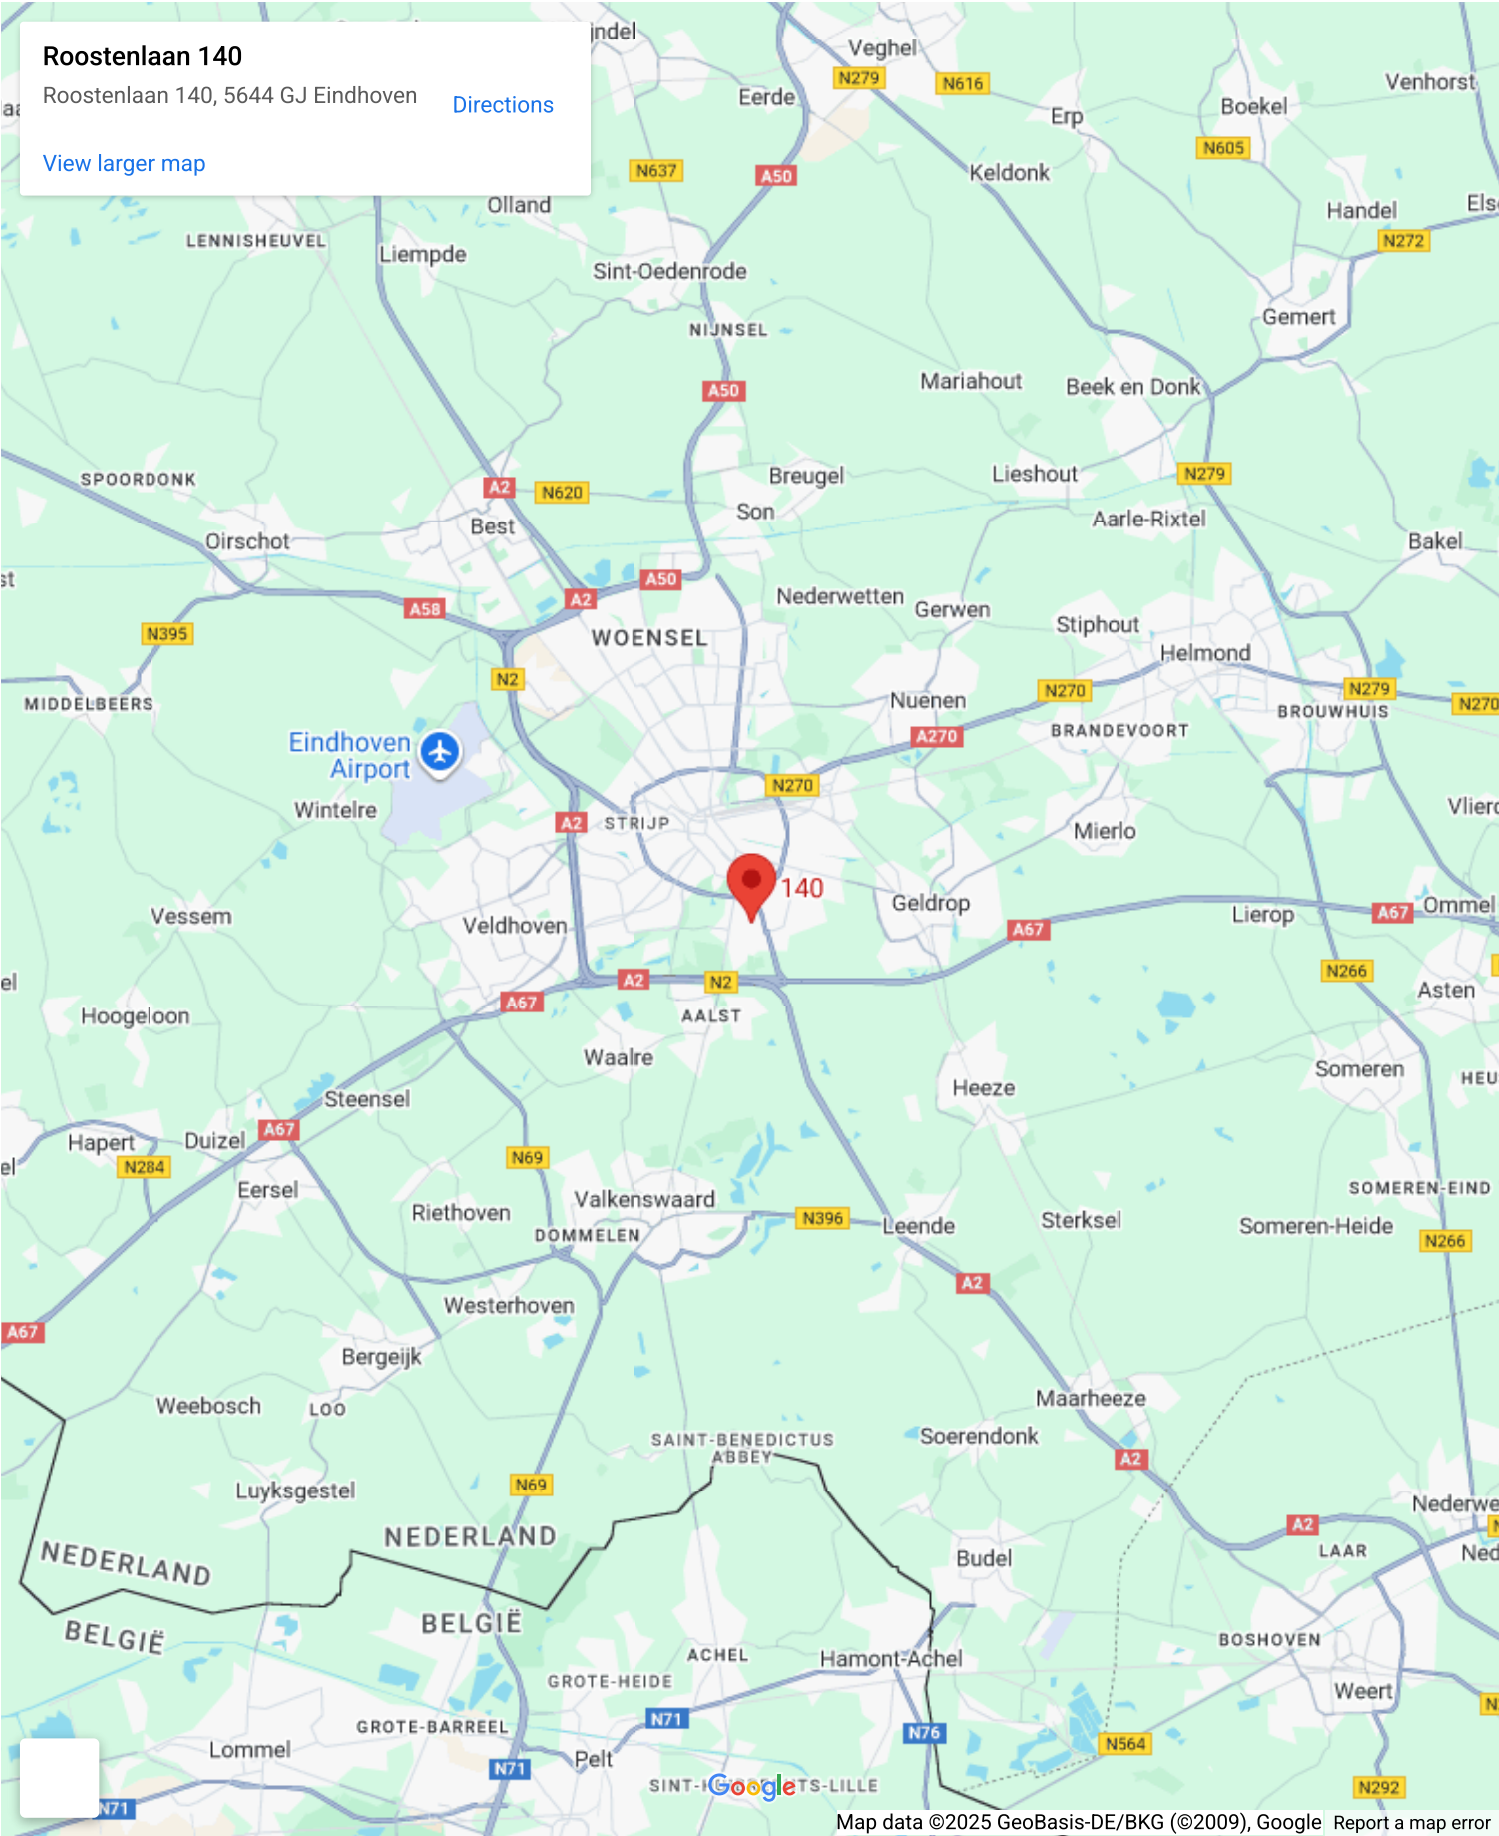 Roostenlaan 140
Roostenlaan 140, 5644 GJ Eindhoven
Directions
View larger map
Veghel
N279
N616
Venhorst
Eerde
Erp
Boekel
N605
N637
A50
Keldonk
Olland
Handel
LENNISHEUVEL
Liempde
N272
Sint-Oedenrode
NIJNSEL
Gemert
A50
Mariahout
Beek en Donk
SPOORDONK
Breugel
Lieshout
N279
A2
N620
Son
Best
Aarle-Rixtel
Oirschot
Bakel
A50
A58
A2
Nederwetten
Gerwen
Stiphout
N395
WOENSEL
Helmond
N2
N270
N279
N270
MIDDELBEERS
Nuenen
BROUWHUIS
A270
BRANDEVOORT
Eindhoven
Airport
N270
Wintelre
A2
STRIJP
Mierlo
140
Geldrop
Vessem
Veldhoven
A67
Lierop
A67
Ommel
A2
N2
N266
Asten
A67
Hoogeloon
AALST
Waalre
Heeze
Someren
Steensel
A67
Hapert
Duizel
N284
N69
Eersel
Valkenswaard
SOMEREN-EIND
Riethoven
DOMMELEN
N396
Leende
Sterksel
Someren-Heide
N266
A2
Westerhoven
A67
Bergeijk
Maarheeze
Weebosch
LOO
SAINT-BENEDICTUS
ABBEY
Soerendonk
A2
N69
Luyksgestel
A2
NEDERLAND
NEDERLAND
Budel
LAAR
BELGIË
BELGIË
BOSHOVEN
ACHEL
Hamont-Achel
GROTE-HEIDE
Weert
N71
GROTE-BARREEL
N76
N564
Lommel
Pelt
N71
Google
N292
N71
Map data ©2025 GeoBasis-DE/BKG (©2009), Google
Report a map error